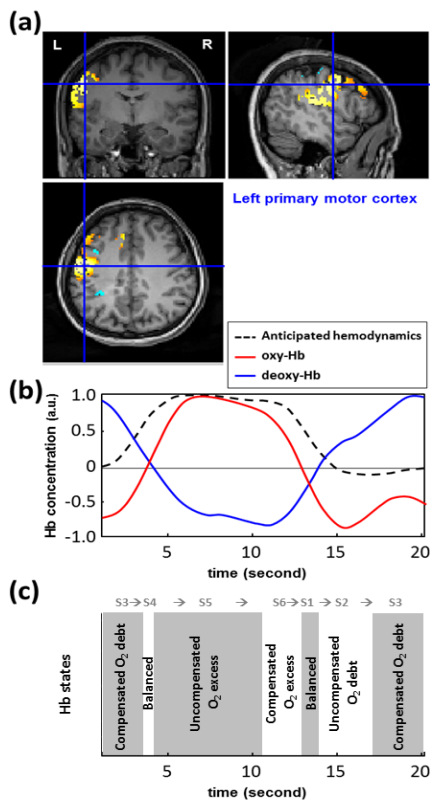 (a)
L R
Left primary motor cortex
Anticipated hemodynamics
oxy-Hb
deoxy-Hb
(b)
Hb concentration (a.u.)
1.0
0.5
0
-0.5
-1.0
5 10 15 20
time (second)
(c)
S3→S4 → S5 → S6→S1 →S2 → S3
Hb states
Compensated O₂ debt
Balanced
Uncompensated
O₂ excess
Compensated
O₂ excess
Balanced
Uncompensated
O₂ debt
Compensated O₂ debt
5 10 15 20
time (second)